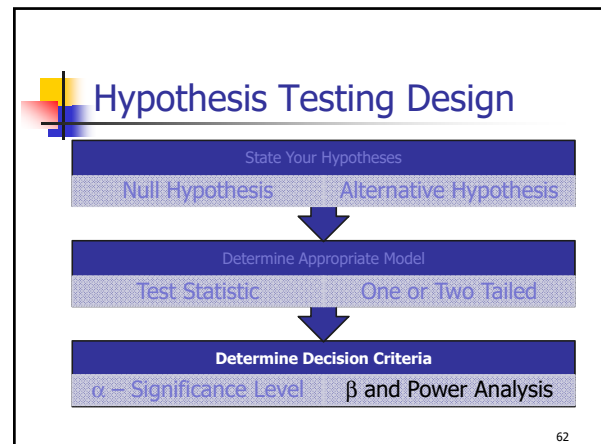 Hypothesis Testing Design
State Your Hypotheses
Null Hypothesis Alternative Hypothesis
Determine Appropriate Model
Test Statistic One or Two Tailed
Determine Decision Criteria
α – Significance Level β and Power Analysis
62